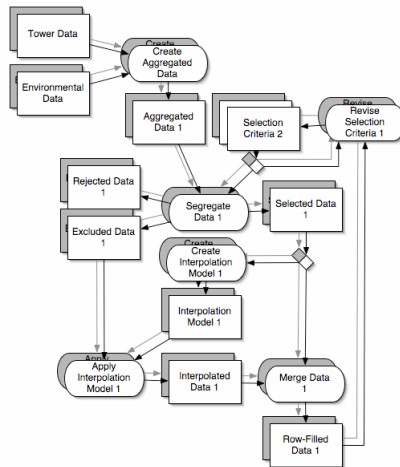 Tower Data
Create
Create
Aggregated
Data
Environmental
Data
Aggregated
Data 1
Selection
Criteria 2
Revise
Revise
Selection
Criteria 1
Rejected Data
1
Segregate
Data 1
Selected Data
1
Excluded Data
1
Create
Create
Interpolation
Model 1
Interpolation
Model 1
Apply
Apply
Interpolation
Model 1
Interpolated
Data 1
Merge Data
1
Row-Filled
Data 1